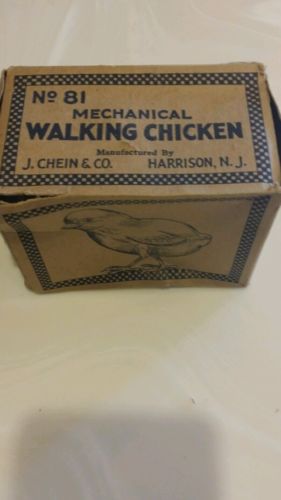 No 81
MECHANICAL
WALKING CHICKEN
Manufactured By
J. CHEIN & CO. HARRISON, N. J.